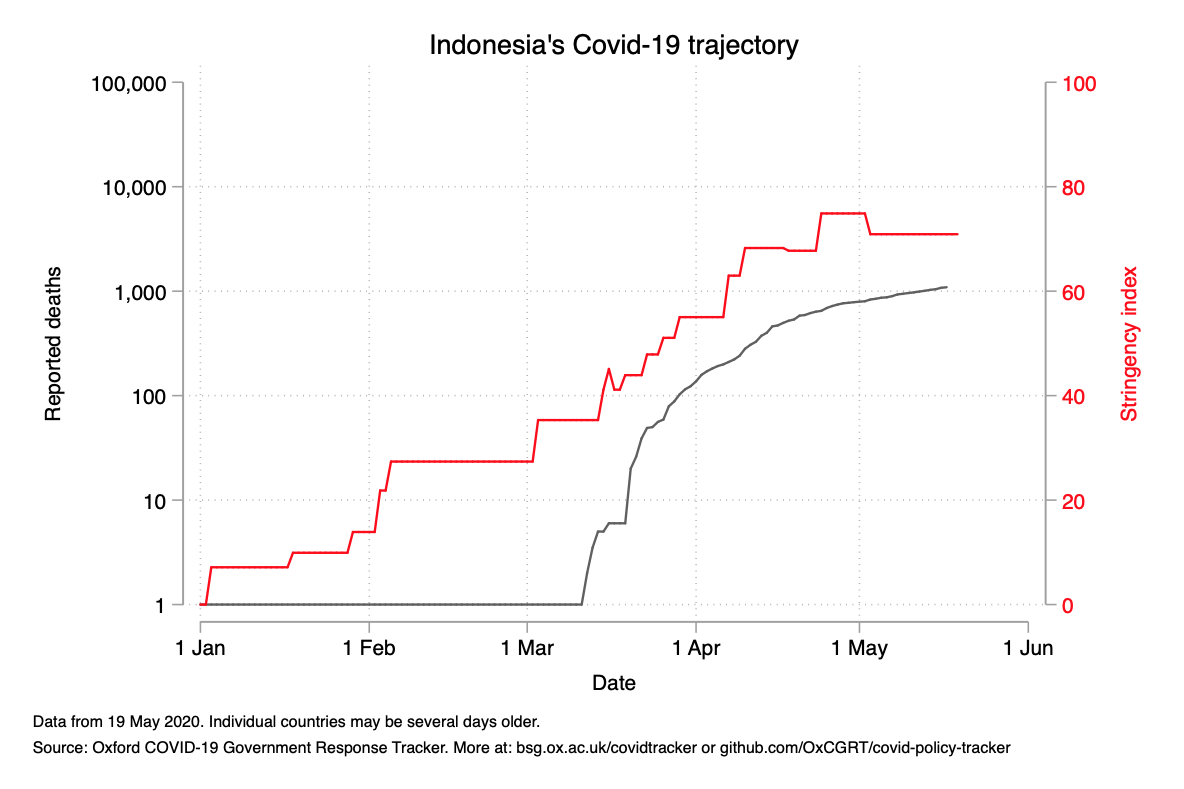 Indonesia's Covid-19 trajectory
100,000
10,000
1,000
100
10
1
Reported deaths
100
80
60
40
20
0
Stringency index
1 Jan
1 Feb
1 Mar
1 Apr
1 May
1 Jun
Date
Data from 19 May 2020. Individual countries may be several days older.
Source: Oxford COVID-19 Government Response Tracker. More at: bsg.ox.ac.uk/covidtracker or github.com/OxCGRT/covid-policy-tracker